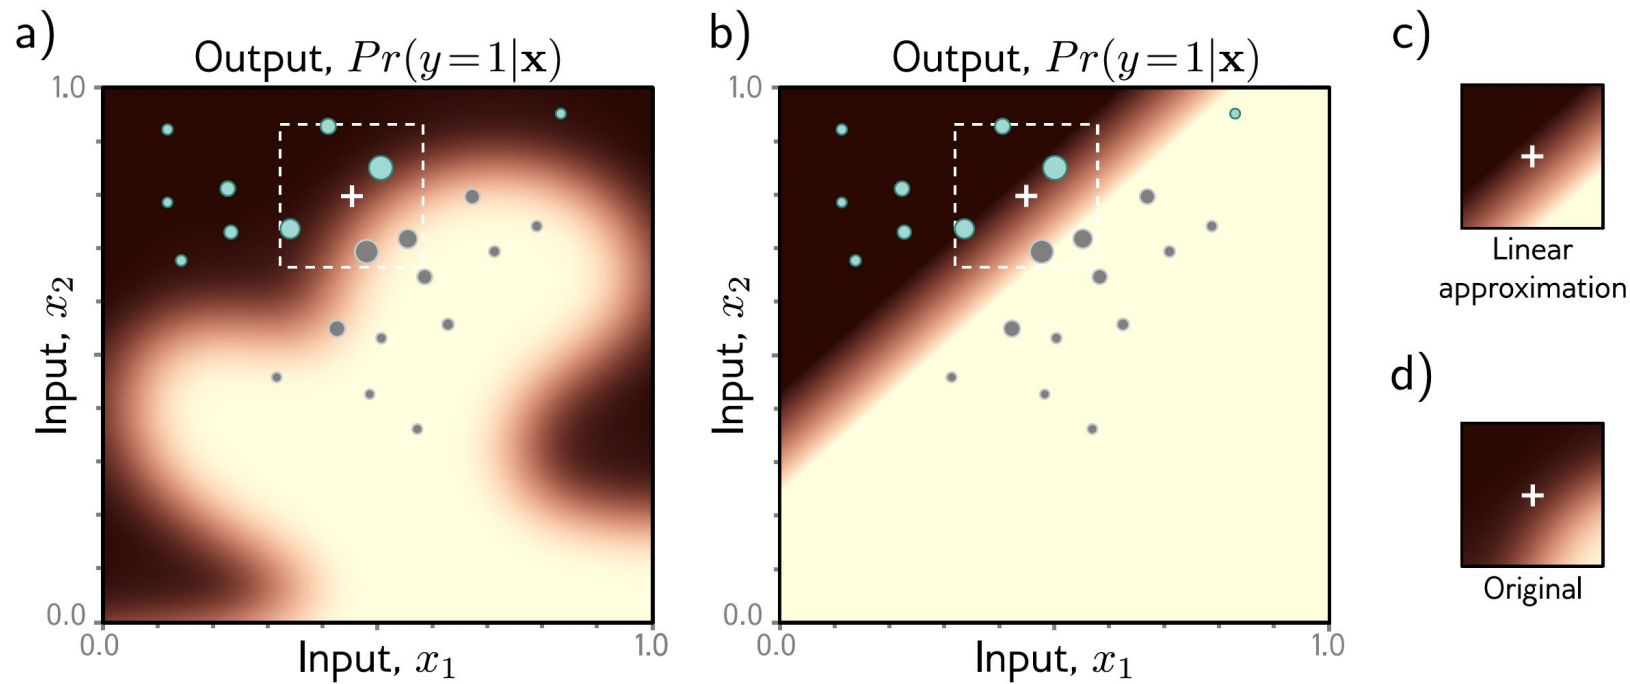 a)
Output, Pr(y=1|x)
1.0
Input, x₂
0.0
0.0
1.0
Input, x₁
b)
Output, Pr(y=1|x)
1.0
Input, x₂
0.0
0.0
1.0
Input, x₁
c)
Linear
approximation
d)
Original